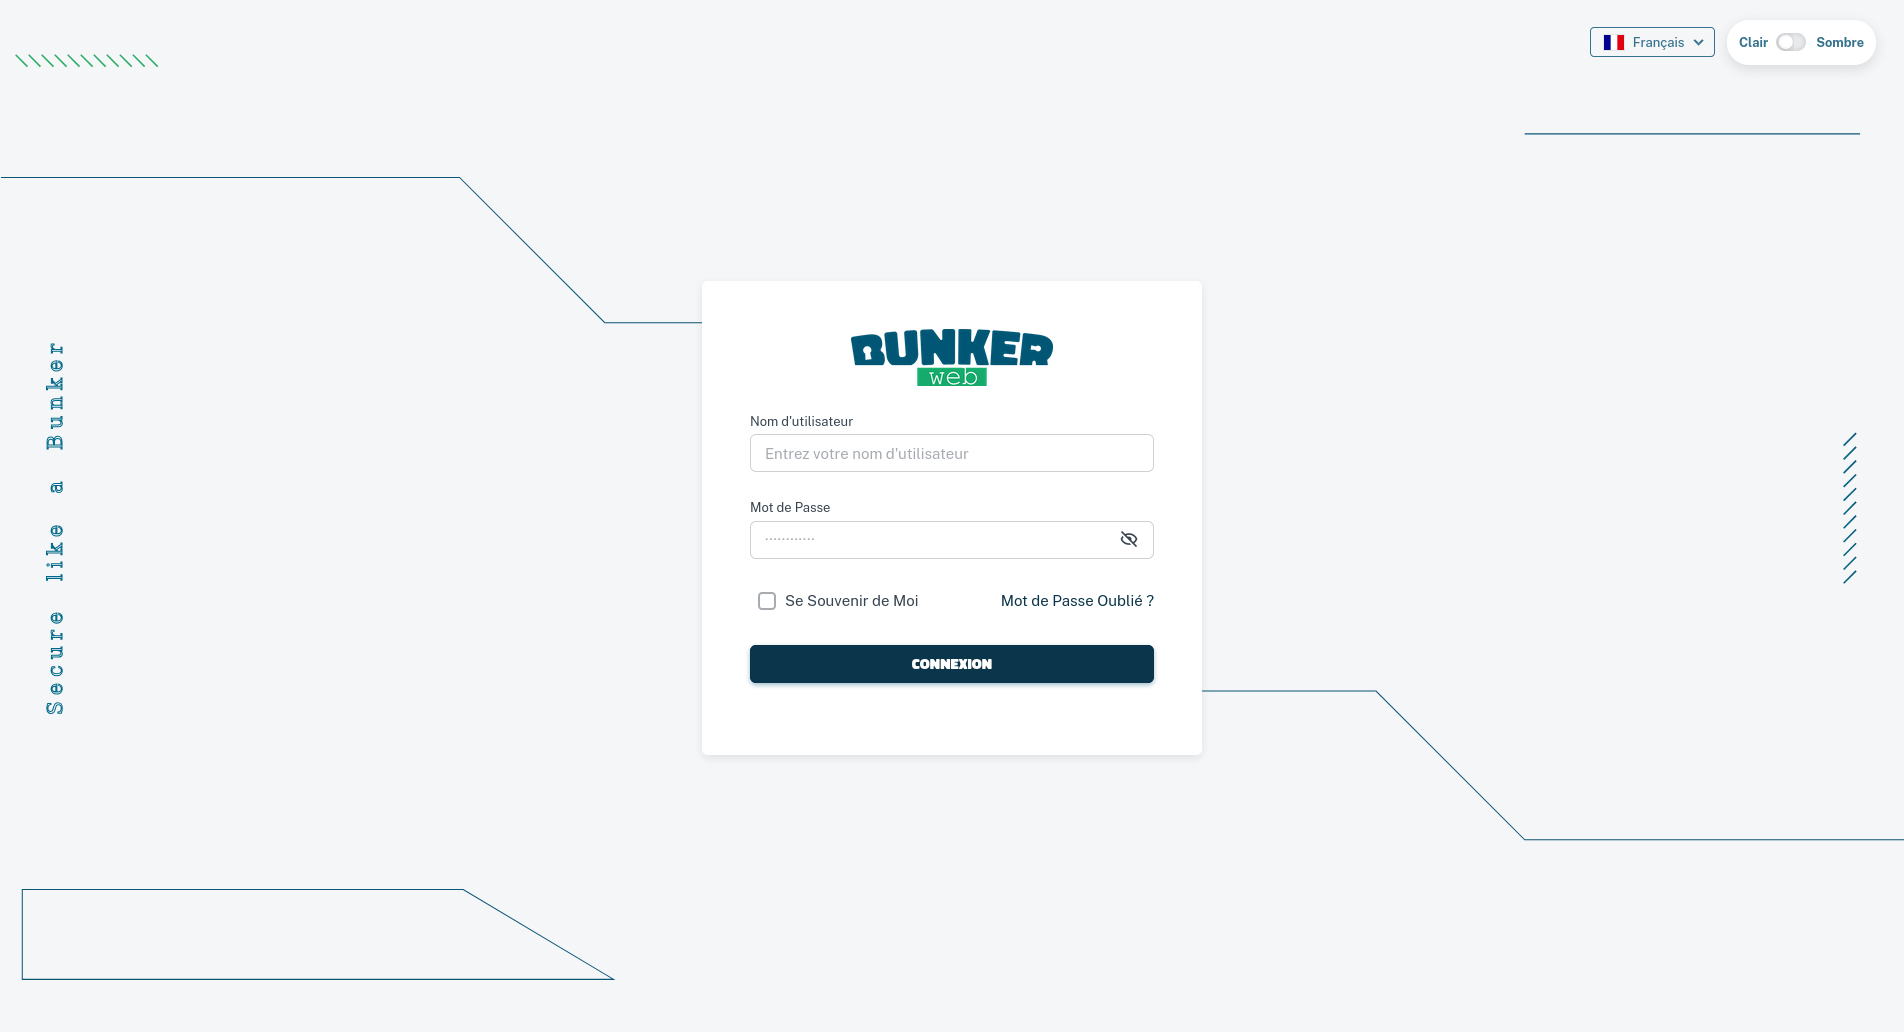 Français
Clair
Sombre
Secure like a Bunker
BUNKER
web
Nom d'utilisateur
Entrez votre nom d'utilisateur
Mot de Passe
············
Se Souvenir de Moi
Mot de Passe Oublié ?
CONNEXION